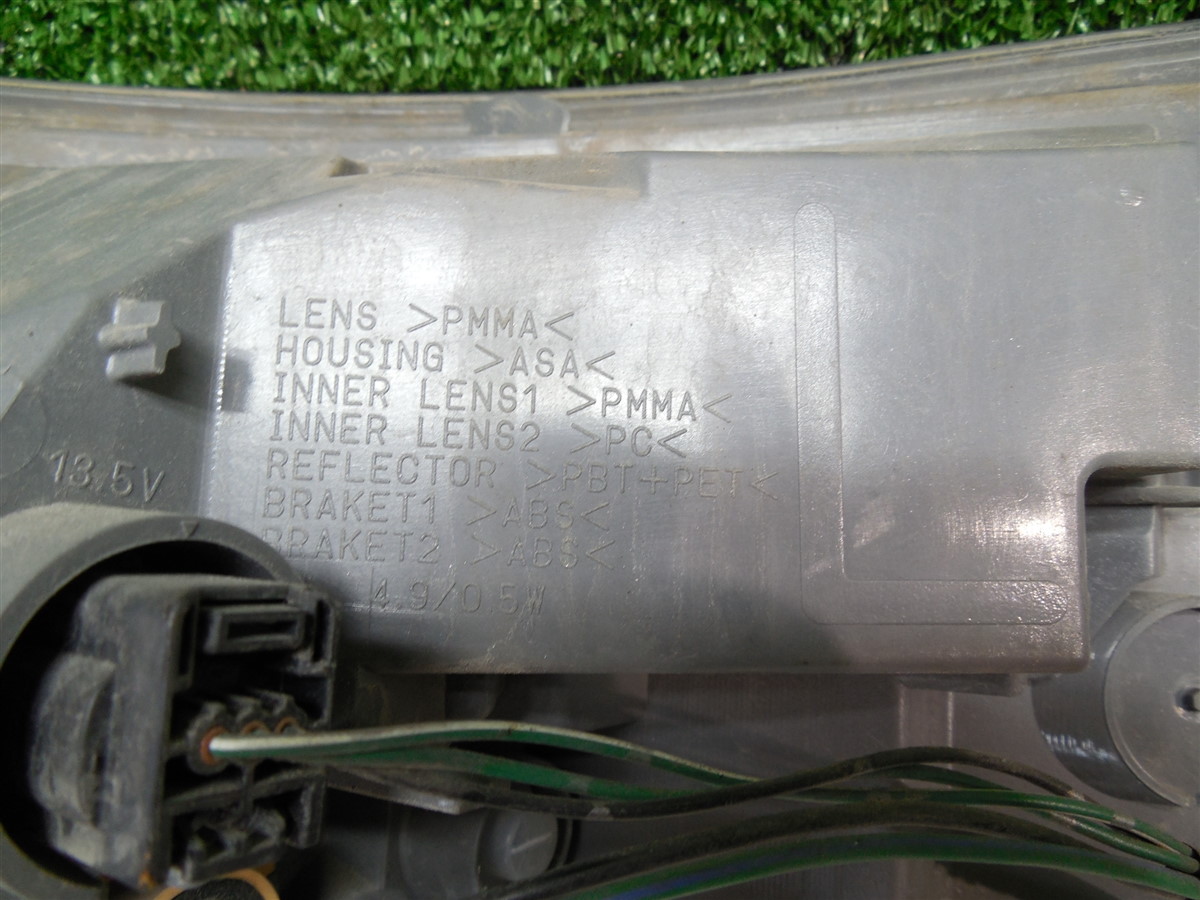 LENS >PMMA<
HOUSING >ASA<
INNER LENS1 >PMMA<
INNER LENS2 >PC<
REFLECTOR >PBT+PET<
BRAKET1 >ABS<
BRAKET2 >ABS<
4.9/0.5W
13.5V